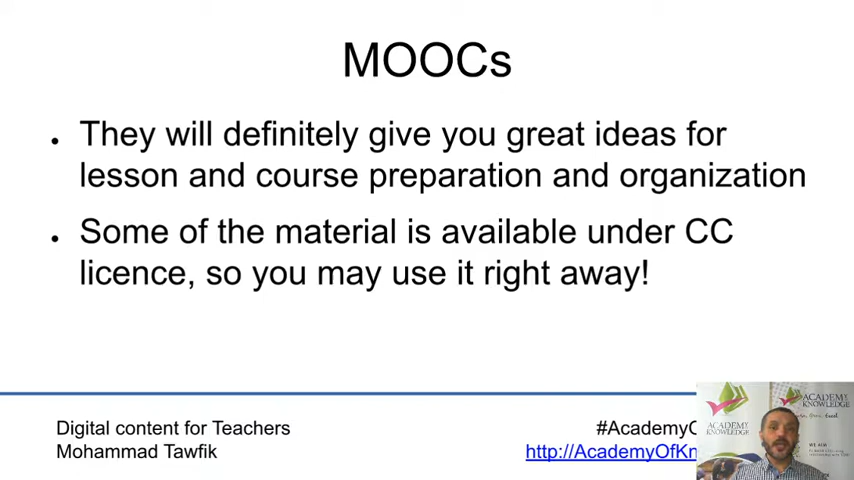 MOOCs
• They will definitely give you great ideas for
lesson and course preparation and organization
• Some of the material is available under CC
licence, so you may use it right away!
Digital content for Teachers
Mohammad Tawfik
#AcademyO
http://AcademyOfKn
ACADEMY
KNOWLEDGE
ACADEMY
KNOWLEDGE